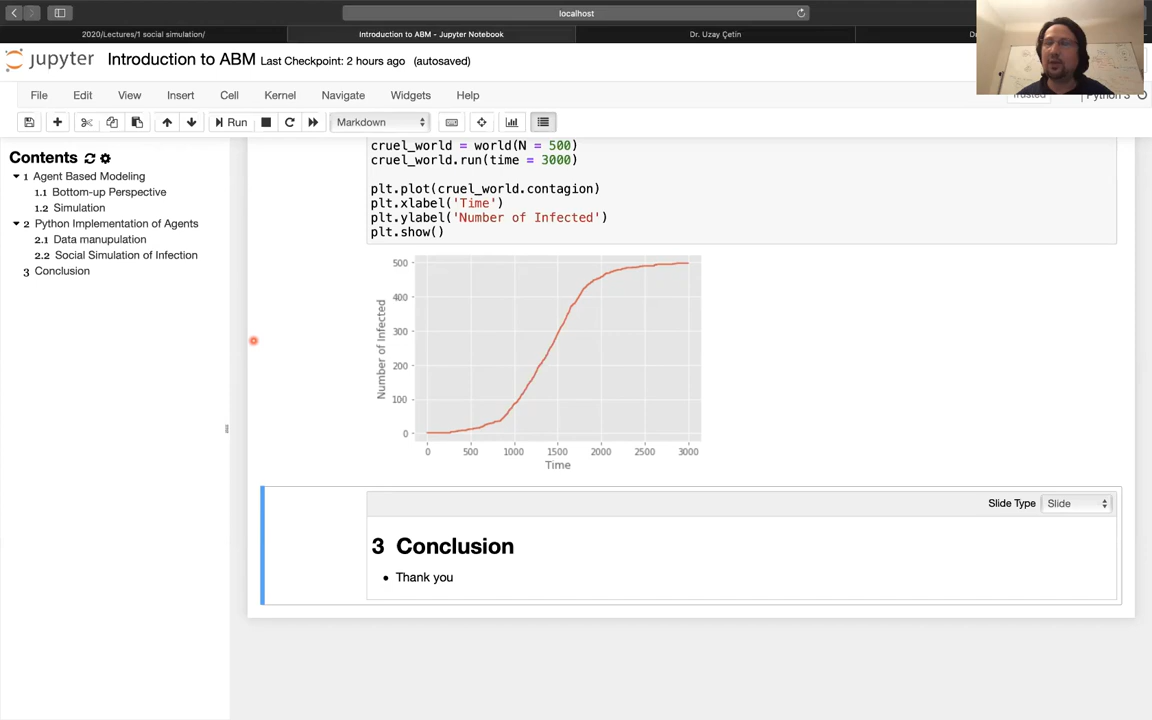 localhost
2020/Lectures/1 social simulation/
Introduction to ABM - Jupyter Notebook
Dr. Uzay Çetin
jupyter Introduction to ABM Last Checkpoint: 2 hours ago (autosaved)
File Edit View Insert Cell Kernel Navigate Widgets Help
Python 3
Run Markdown
Contents
1 Agent Based Modeling
1.1 Bottom-up Perspective
1.2 Simulation
2 Python Implementation of Agents
2.1 Data manupulation
2.2 Social Simulation of Infection
3 Conclusion
cruel_world = world(N = 500)
cruel_world.run(time = 3000)
plt.plot(cruel_world.contagion)
plt.xlabel('Time')
plt.ylabel('Number of Infected')
plt.show()
500
400
300
200
100
0
Number of Infected
0 500 1000 1500 2000 2500 3000
Time
Slide Type Slide
3 Conclusion
• Thank you